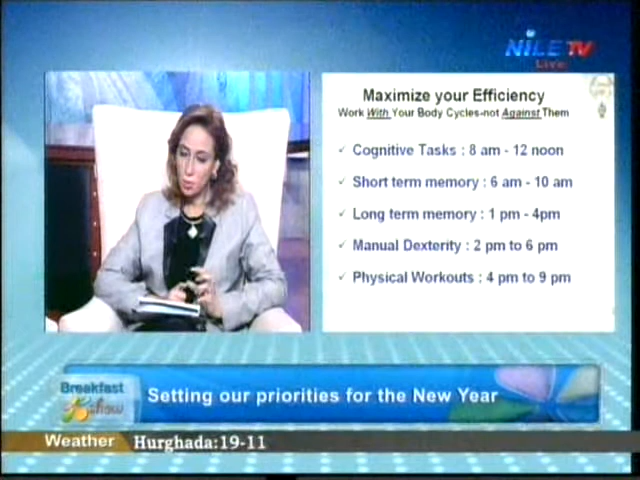 NILE TV
Live
Maximize your Efficiency
Work With Your Body Cycles-not Against Them
Cognitive Tasks : 8 am - 12 noon
Short term memory : 6 am - 10 am
Long term memory : 1 pm - 4pm
Manual Dexterity : 2 pm to 6 pm
Physical Workouts : 4 pm to 9 pm
Breakfast
Show
Setting our priorities for the New Year
Weather
Hurghada:19-11